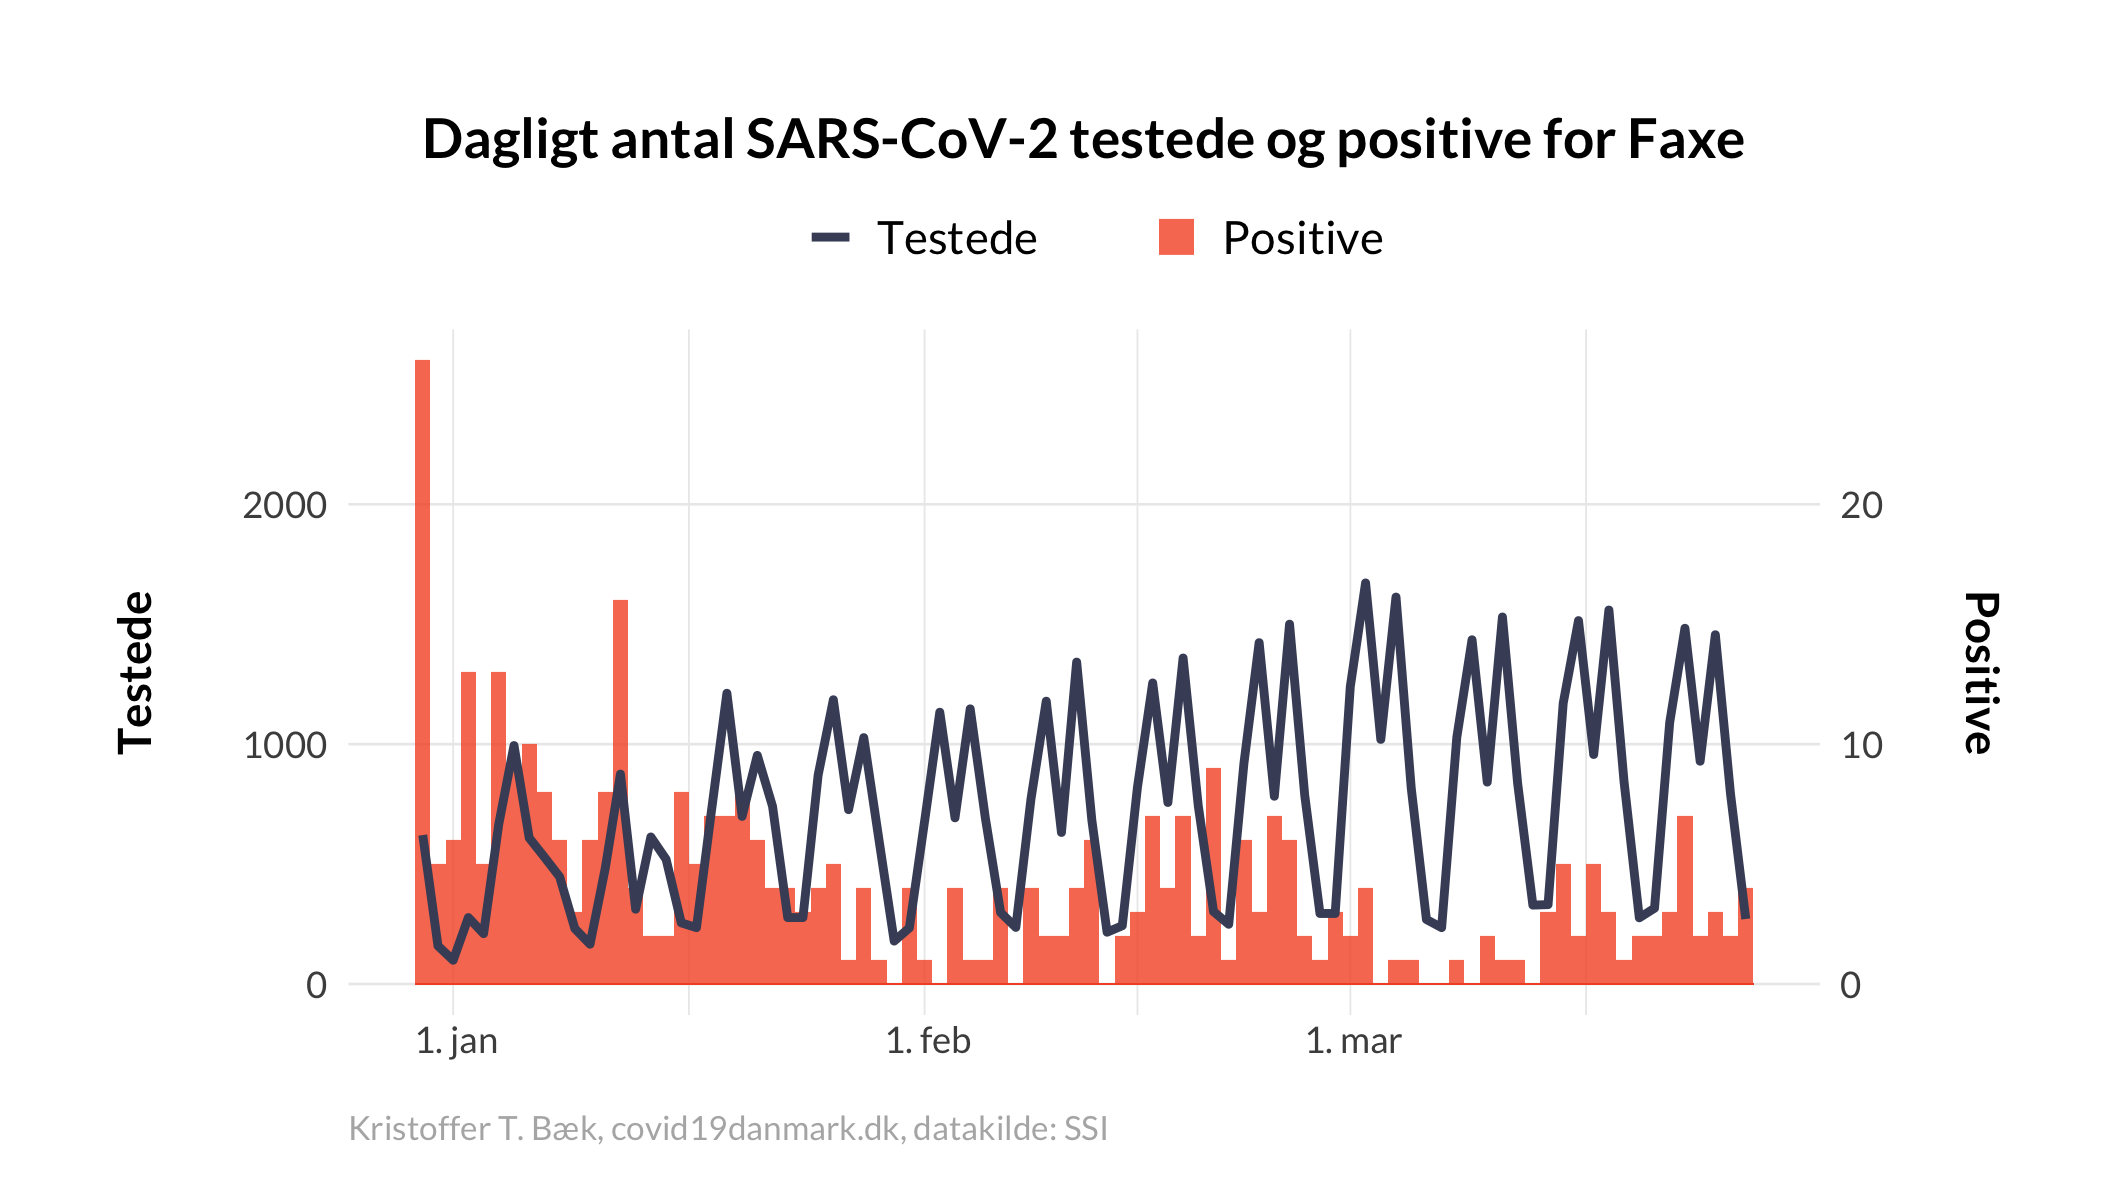 Dagligt antal SARS-CoV-2 testede og positive for Faxe
Testede
Positive
2000
1000
0
20
10
0
Testede
Positive
1. jan
1. feb
1. mar
Kristoffer T. Bæk, covid19danmark.dk, datakilde: SSI